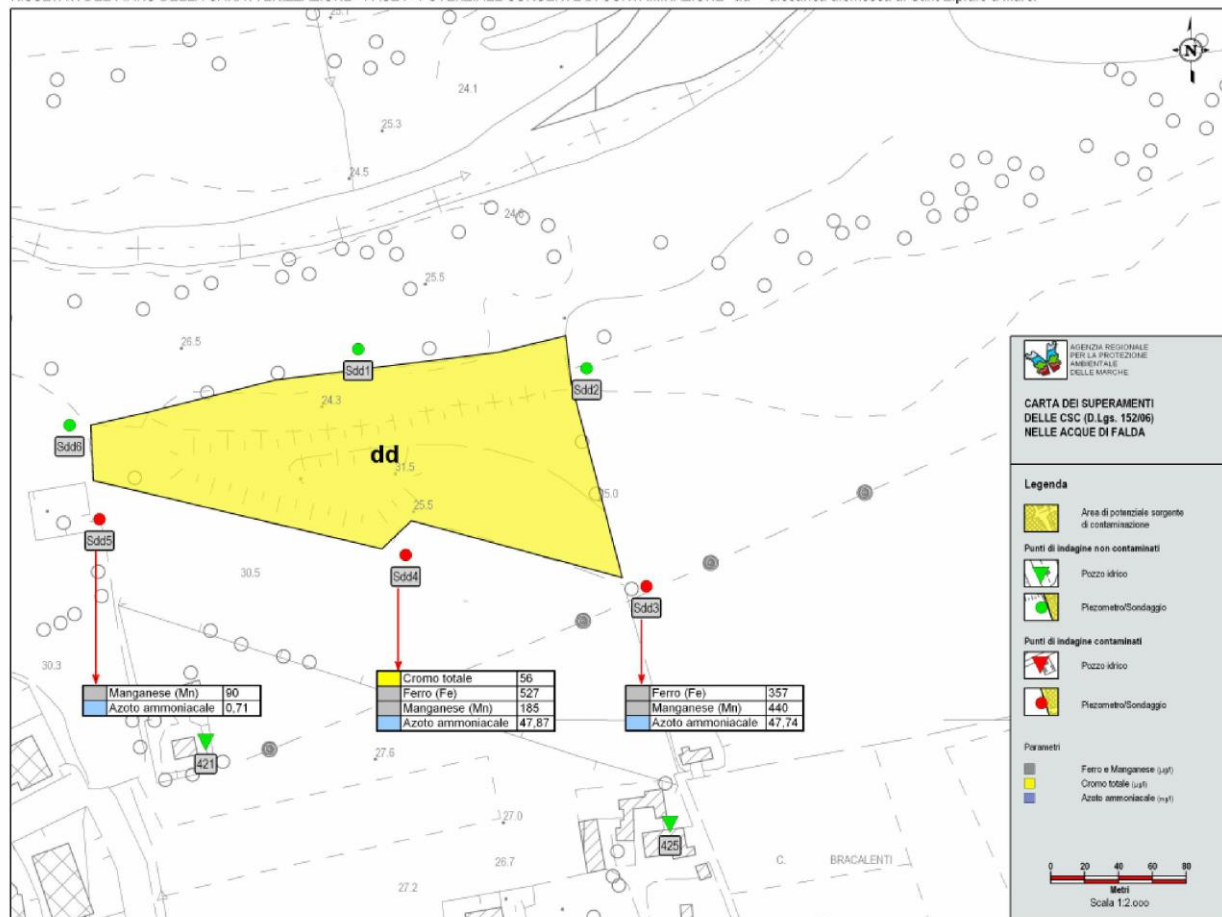 N
24.1
25.3
24.5
24.6
25.5
26.5
Sdd1
Sdd2
24.3
Sdd6
dd
31.5
25.5
25.0
Sdd5
Sdd4
30.5
Sdd3
30.3
Manganese (Mn) 90
Azoto ammoniacale 0,71
Cromo totale 56
Ferro (Fe) 527
Manganese (Mn) 185
Azoto ammoniacale 47,87
Ferro (Fe) 357
Manganese (Mn) 440
Azoto ammoniacale 47,74
421
27.6
27.0
425
26.7
C. BRACALENTI
27.2
AGENZIA REGIONALE
PER LA PROTEZIONE
AMBIENTALE
DELLE MARCHE
CARTA DEI SUPERAMENTI
DELLE CSC (D.Lgs. 152/06)
NELLE ACQUE DI FALDA
Legenda
Area di potenziale sorgente
di contaminazione
Punti di indagine non contaminati
Pozzo idrico
Piezometro/Sondaggio
Punti di indagine contaminati
Pozzo idrico
Piezometro/Sondaggio
Parametri
Ferro e Manganese (µg/l)
Cromo totale (µg/l)
Azoto ammoniacale (mg/l)
0 20 40 60 80
Metri
Scala 1:2.000